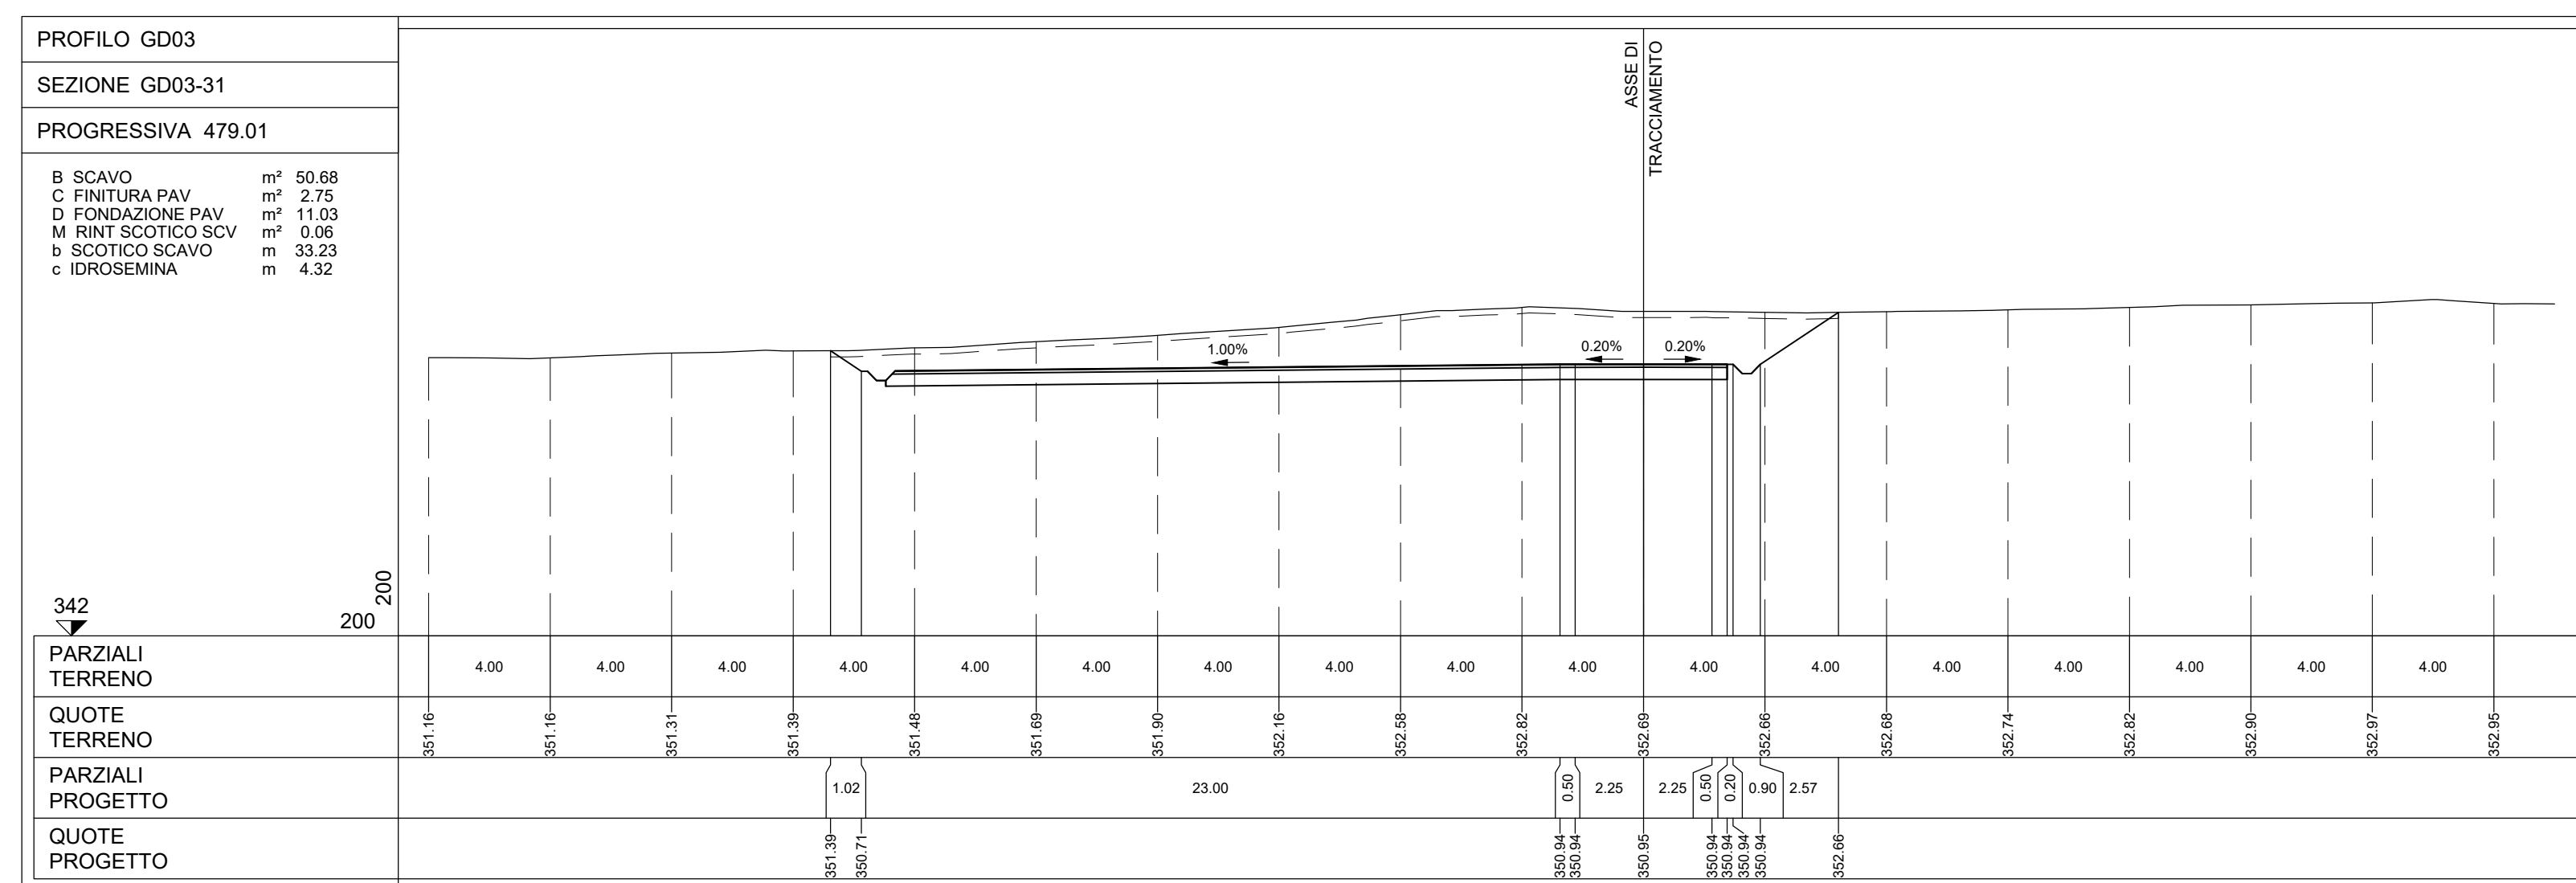 PROFILO GD03
SEZIONE GD03-31
PROGRESSIVA 479.01
B SCAVO m² 50.68
C FINITURA PAV m² 2.75
D FONDAZIONE PAV m² 11.03
M RINT SCOTICO SCV m² 0.06
b SCOTICO SCAVO m 33.23
c IDROSEMINA m 4.32
ASSE DI
TRACCIAMENTO
1.00% 0.20% 0.20%
342
200
200
PARZIALI
TERRENO
4.00 4.00 4.00 4.00 4.00 4.00 4.00 4.00 4.00 4.00 4.00 4.00 4.00 4.00 4.00 4.00 4.00
QUOTE
TERRENO
351.16 351.16 351.31 351.39 351.48 351.69 351.90 352.16 352.58 352.82 352.69 352.66 352.68 352.74 352.82 352.90 352.97 352.95
PARZIALI
PROGETTO
1.02 23.00 0.50 2.25 2.25 0.50 0.20 0.90 2.57
QUOTE
PROGETTO
351.39 350.71 350.94 350.94 350.95 350.94 350.94 350.94 350.94 352.66